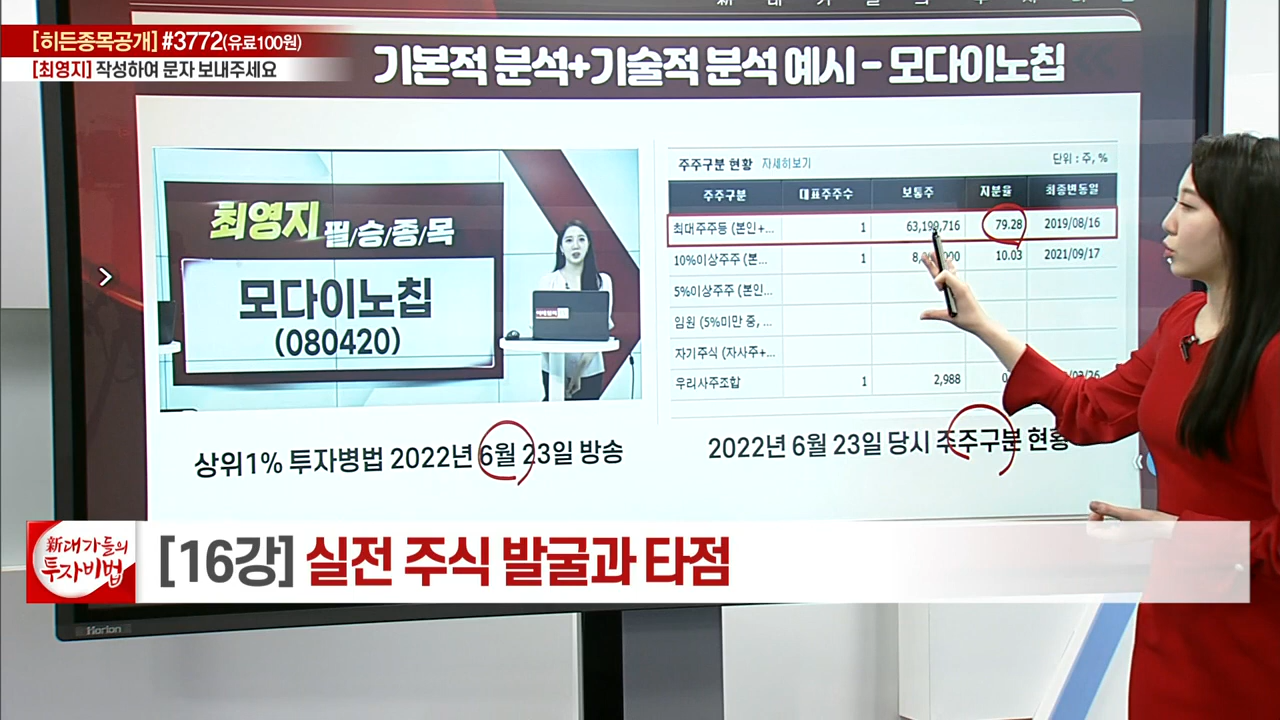 [히든종목공개] #3772(유료100원)
[최영지] 작성하여 문자 보내주세요
기본적 분석+기술적 분석 예시 - 모다이노칩
최영지 필/승/종/목
모다이노칩
(080420)
상위1% 투자병법 2022년 6월 23일 방송
주주구분 현황 자세히보기 단위 : 주, %
주주구분 대표주주수 보통주 지분율 최종변동일
최대주주등 (본인+... 1 63,199,716 79.28 2019/08/16
10%이상주주 (본... 1 10.03 2021/09/17
5%이상주주 (본인...
임원 (5%미만 중, ...
자기주식 (자사주+...
우리사주조합 1 2,988
2022년 6월 23일 당시 주주구분 현황
新대가들의
투자비법
[16강] 실전 주식 발굴과 타점
Horion